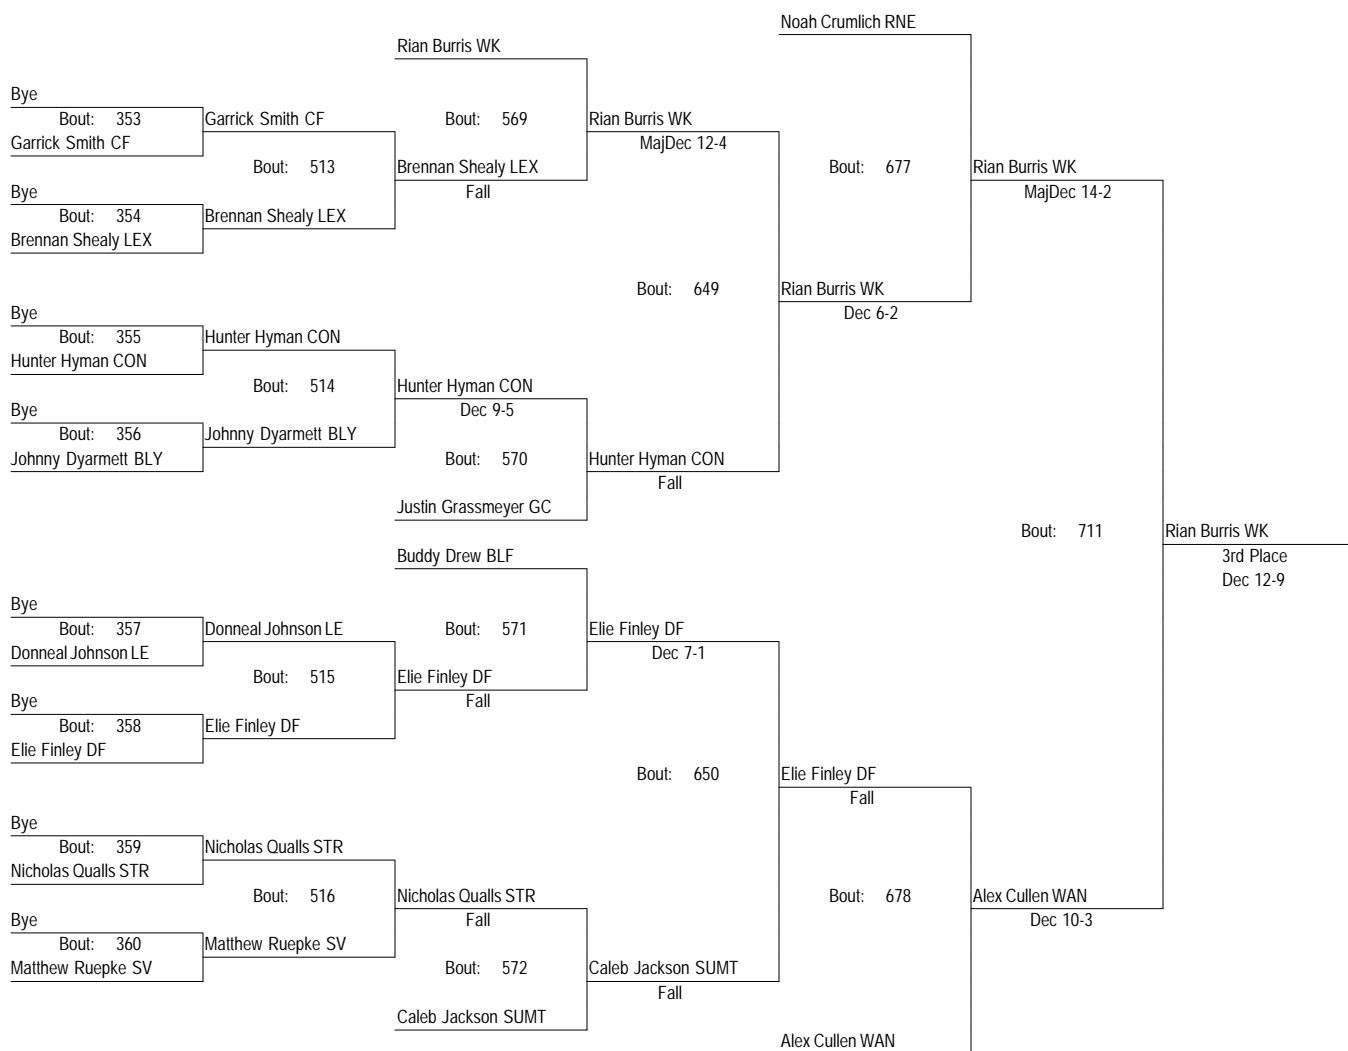 Noah Crumlich RNE
Rian Burris WK
Bye
Bout: 353
Garrick Smith CF
Garrick Smith CF
Bout: 569
Rian Burris WK
MajDec 12-4
Bout: 513
Brennan Shealy LEX
Fall
Bout: 677
Rian Burris WK
MajDec 14-2
Bye
Bout: 354
Brennan Shealy LEX
Brennan Shealy LEX
Bout: 649
Rian Burris WK
Dec 6-2
Bye
Bout: 355
Hunter Hyman CON
Hunter Hyman CON
Bout: 514
Hunter Hyman CON
Dec 9-5
Bye
Bout: 356
Johnny Dyarmett BLY
Johnny Dyarmett BLY
Bout: 570
Hunter Hyman CON
Fall
Justin Grassmeyer GC
Bout: 711
Rian Burris WK
3rd Place
Dec 12-9
Buddy Drew BLF
Bye
Bout: 357
Donneal Johnson LE
Donneal Johnson LE
Bout: 571
Elie Finley DF
Dec 7-1
Bout: 515
Elie Finley DF
Fall
Bye
Bout: 358
Elie Finley DF
Elie Finley DF
Bout: 650
Elie Finley DF
Fall
Bye
Bout: 359
Nicholas Qualls STR
Nicholas Qualls STR
Bout: 516
Nicholas Qualls STR
Fall
Bout: 678
Alex Cullen WAN
Dec 10-3
Bye
Bout: 360
Matthew Ruepke SV
Matthew Ruepke SV
Bout: 572
Caleb Jackson SUMT
Fall
Caleb Jackson SUMT
Alex Cullen WAN